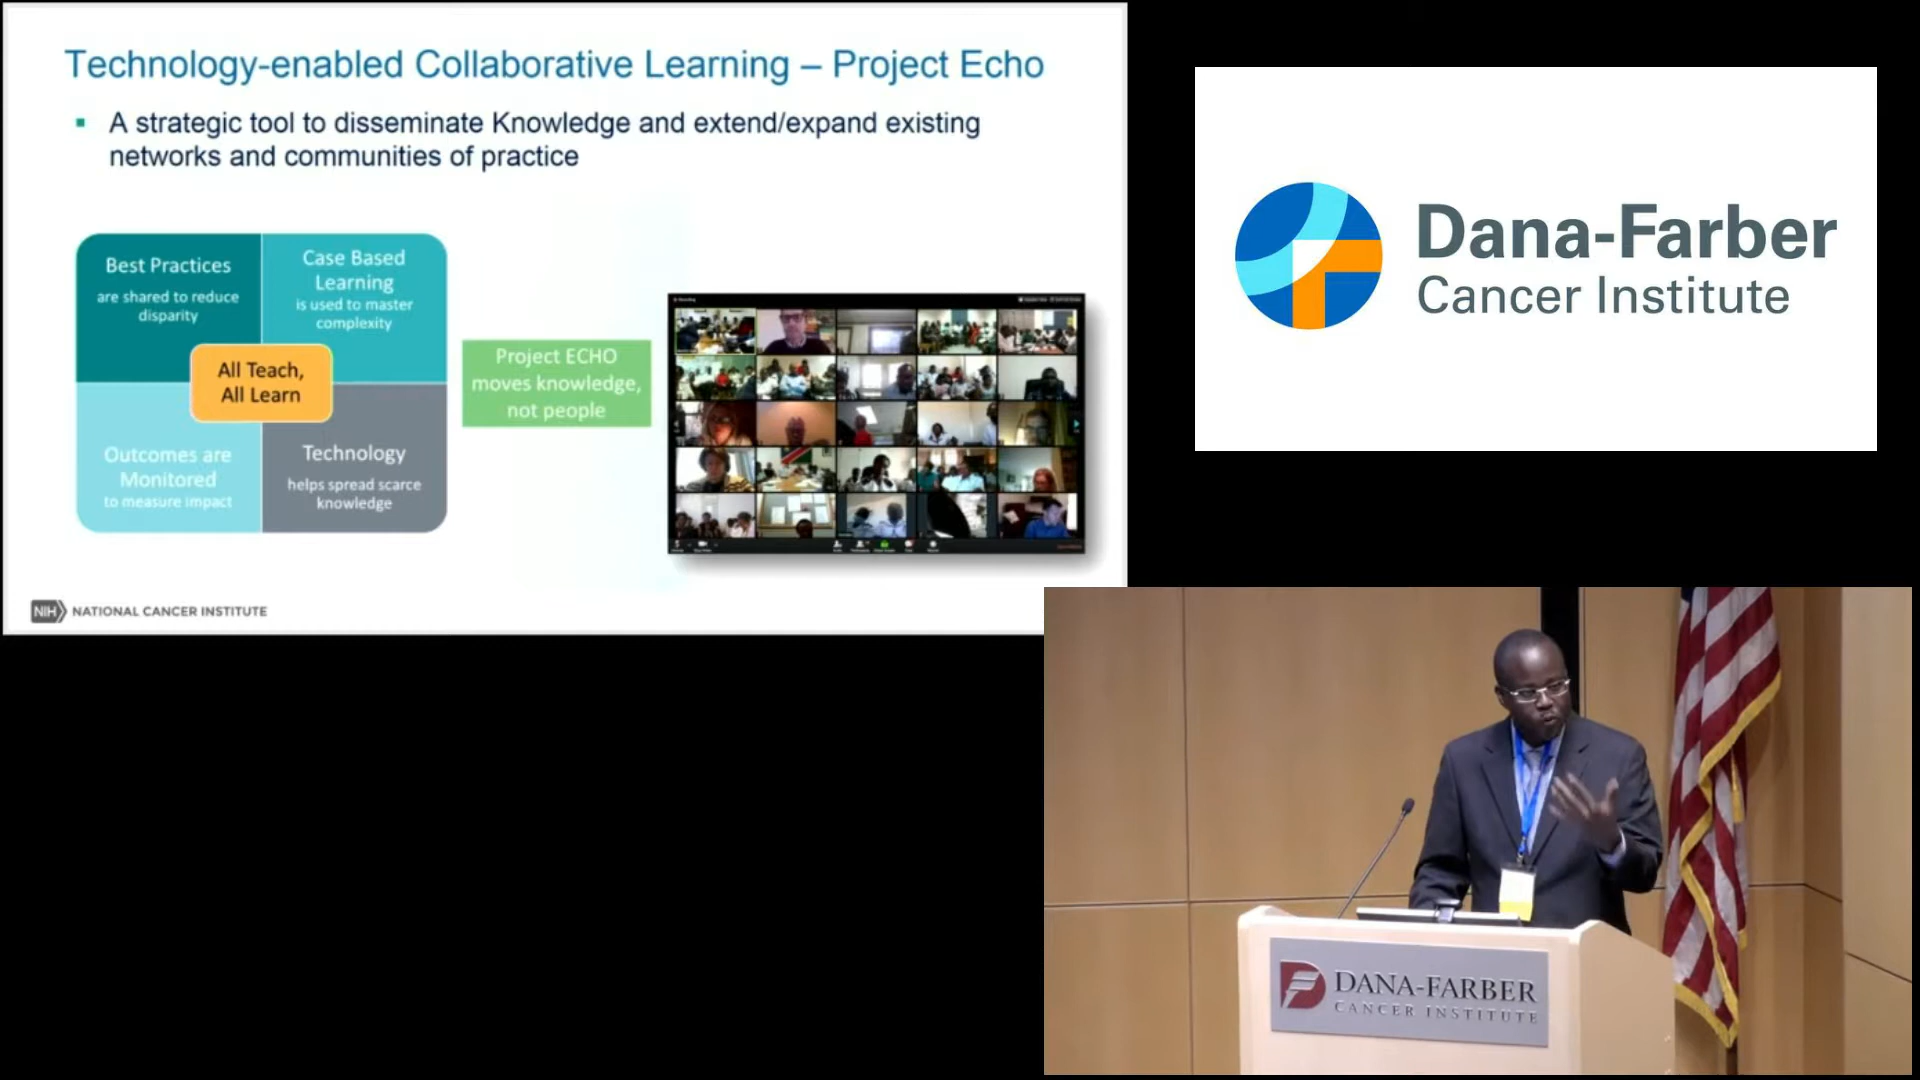 Technology-enabled Collaborative Learning – Project Echo
▪ A strategic tool to disseminate Knowledge and extend/expand existing
networks and communities of practice
Best Practices
are shared to reduce
disparity
Case Based
Learning
is used to master
complexity
All Teach,
All Learn
Outcomes are
Monitored
to measure impact
Technology
helps spread scarce
knowledge
Project ECHO
moves knowledge,
not people
NIH NATIONAL CANCER INSTITUTE
Dana-Farber
Cancer Institute
DANA-FARBER
CANCER INSTITUTE